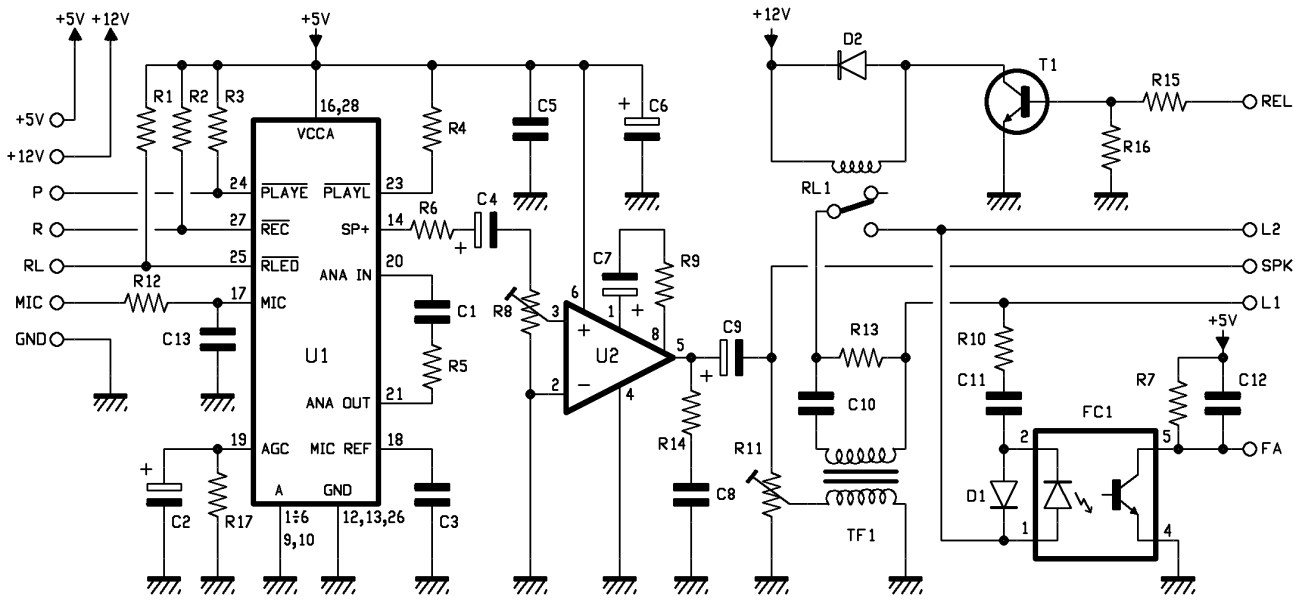 +5V +12V +5V +12V
D2
T1
R1 R2 R3 C5 C6 + R15 REL
+5V 16,28
VCCA R4
R16
+12V
P 24 PLAYE PLAYL 23
RL1
R6 C4
R 27 REC SP+ 14 + L2
RL 25 RLED ANA IN 20 C7 R9 SPK
R12
MIC 17 MIC R8 6 1 + L1
3 +
C13 C1 8 C9 R13 R10 +5V
GND U1 U2 5
R5 + C11 R7 C12
2 - 4
ANA OUT 21 C10 FC1
19 AGC MIC REF 18 R14 R11 2 5 FA
+
A GND C8 D1
C2 R17 1÷6 12,13,26 C3 1 4
9,10 TF1